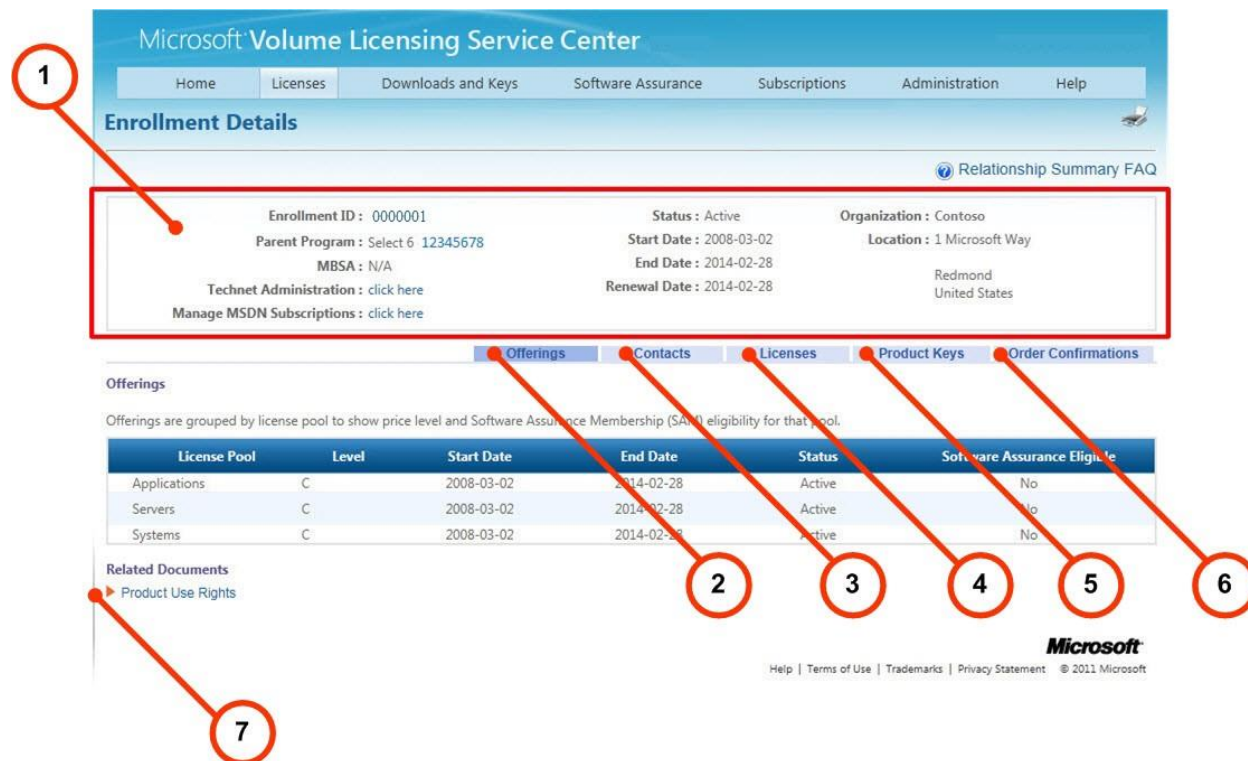 Microsoft Volume Licensing Service Center
1
Home Licenses Downloads and Keys Software Assurance Subscriptions Administration Help
Enrollment Details
Relationship Summary FAQ
Enrollment ID : 0000001 Status : Active Organization : Contoso
Parent Program : Select 6 12345678 Start Date : 2008-03-02 Location : 1 Microsoft Way
MBSA : N/A End Date : 2014-02-28 Redmond
Technet Administration : click here Renewal Date : 2014-02-28 United States
Manage MSDN Subscriptions : click here
Offerings Contacts Licenses Product Keys Order Confirmations
Offerings
Offerings are grouped by license pool to show price level and Software Assurance Membership (SAM) eligibility for that pool.
License Pool Level Start Date End Date Status Software Assurance Eligible
Applications C 2008-03-02 2014-02-28 Active No
Servers C 2008-03-02 2014-02-28 Active No
Systems C 2008-03-02 2014-02-28 Active No
Related Documents
2 3 4 5 6
Product Use Rights
Microsoft
Help | Terms of Use | Trademarks | Privacy Statement © 2011 Microsoft
7